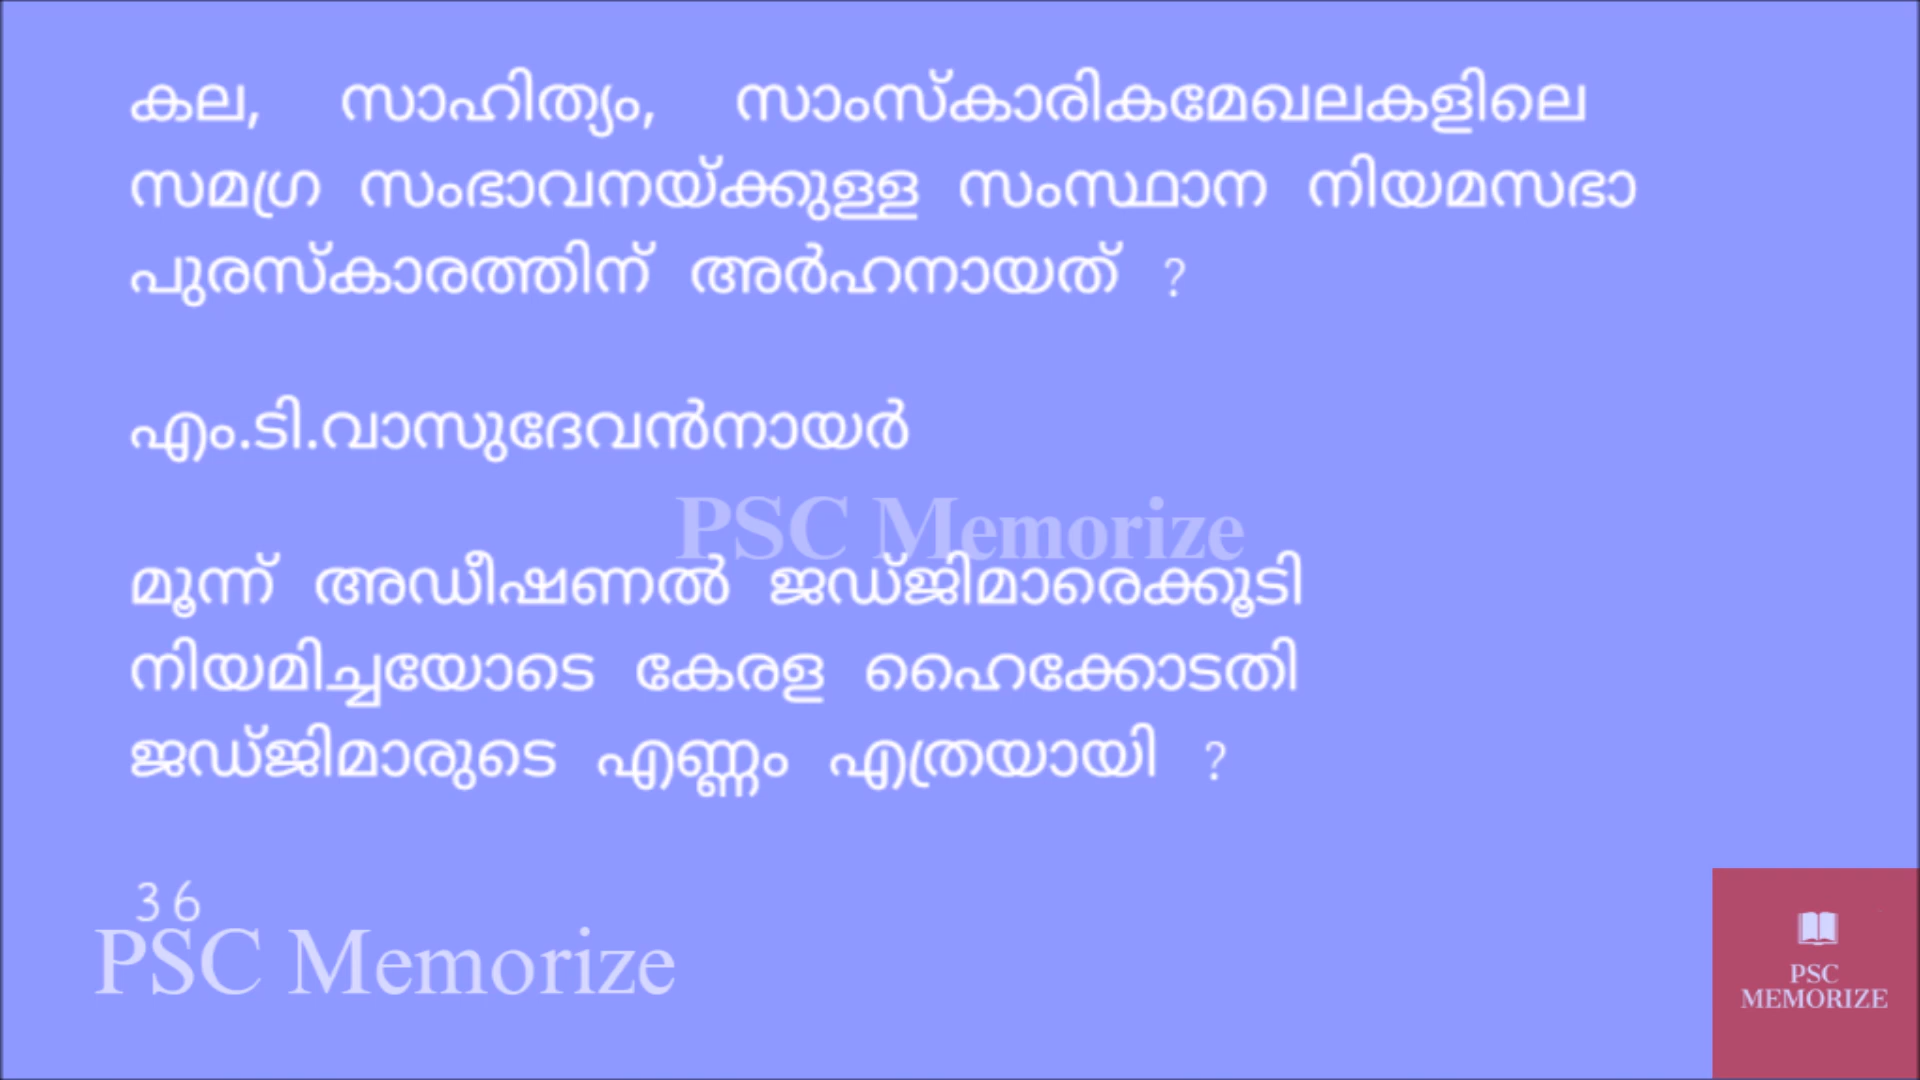 കല, സാഹിത്യം, സാംസ്കാരികമേഖലകളിലെ
സമഗ്ര സംഭാവനയ്ക്കുള്ള സംസ്ഥാന നിയമസഭാ
പുരസ്കാരത്തിന് അർഹനായത് ?
എം.ടി.വാസുദേവൻനായർ
PSC Memorize
മൂന്ന് അഡീഷണൽ ജഡ്ജിമാരെക്കൂടി
നിയമിച്ചയോടെ കേരള ഹൈക്കോടതി
ജഡ്ജിമാരുടെ എണ്ണം എത്രയായി ?
36
PSC Memorize
PSC
MEMORIZE